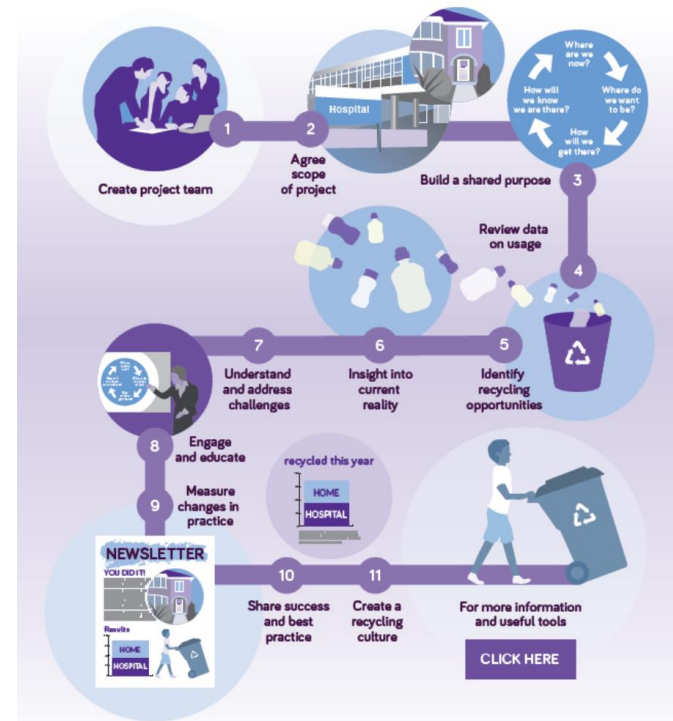 1
Create project team
2
Agree
scope
of project
Hospital
Where
are we
now?
Where do
we want
to be?
How
will we
get there?
How will
we know
we are there?
Build a shared purpose
3
Review data
on usage
4
5
Identify
recycling
opportunities
6
Insight into
current
reality
7
Understand
and address
challenges
8
Engage
and educate
9
Measure
changes in
practice
recycled this year
HOME
HOSPITAL
NEWSLETTER
YOU DID IT!
Results
HOME
HOSPITAL
10
Share success
and best
practice
11
Create a
recycling
culture
For more information
and useful tools
CLICK HERE